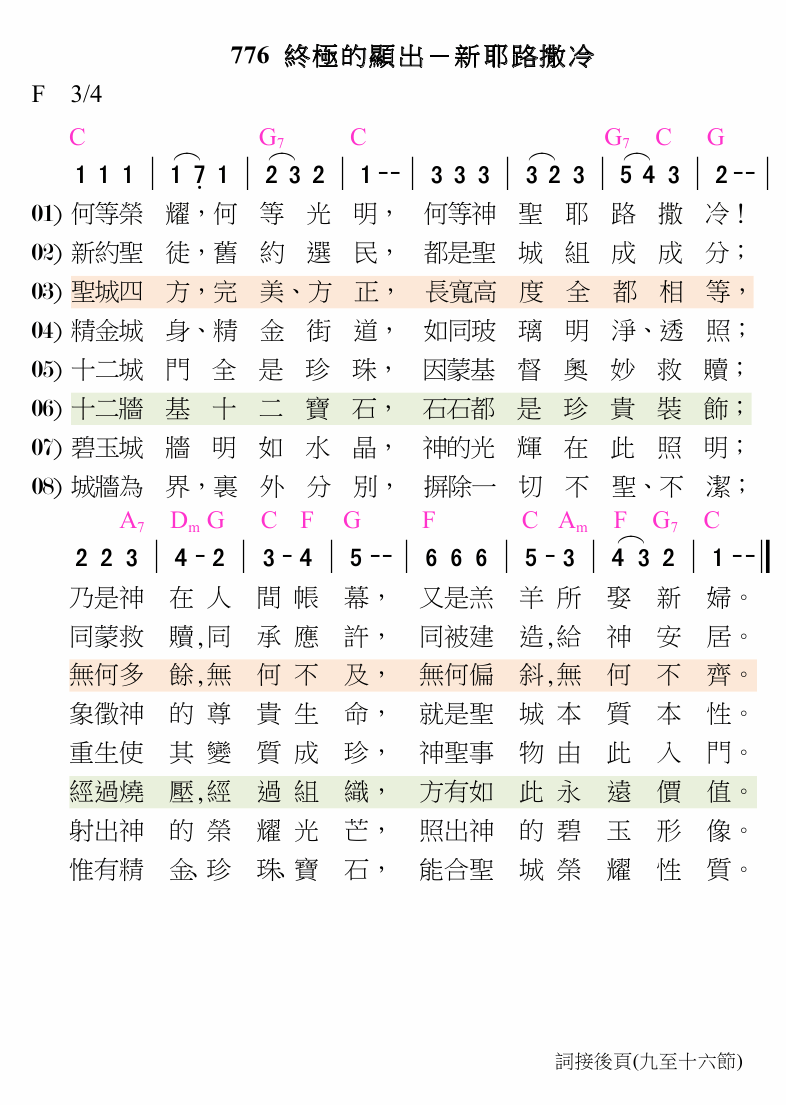 776 終極的顯出－新耶路撒冷
F 3/4
C G7 C G7 C G
1 1 1 | 1 7̣ 1 | 2 3 2 | 1 -- | 3 3 3 | 3 2 3 | 5 4 3 | 2 -- |
01) 何等榮耀，何等光明，何等神聖耶路撒冷！
02) 新約聖徒，舊約選民，都是聖城組成成分；
03) 聖城四方，完美、方正，長寬高度全都相等，
04) 精金城身、精金街道，如同玻璃明淨、透照；
05) 十二城門全是珍珠，因蒙基督奧妙救贖；
06) 十二牆基十二寶石，石石都是珍貴裝飾；
07) 碧玉城牆明如水晶，神的光輝在此照明；
08) 城牆為界，裏外分別，摒除一切不聖、不潔；
A7 Dm G C F G F C Am F G7 C
2 2 3 | 4 - 2 | 3 - 4 | 5 -- | 6 6 6 | 5 - 3 | 4 3 2 | 1 -- ‖
乃是神在人間帳幕，又是羔羊所娶新婦。
同蒙救贖,同承應許，同被建造,給神安居。
無何多餘,無何不及，無何偏斜,無何不齊。
象徵神的尊貴生命，就是聖城本質本性。
重生使其變質成珍，神聖事物由此入門。
經過燒壓,經過組織，方有如此永遠價值。
射出神的榮耀光芒，照出神的碧玉形像。
惟有精金、珍珠、寶石，能合聖城榮耀性質。
詞接後頁(九至十六節)